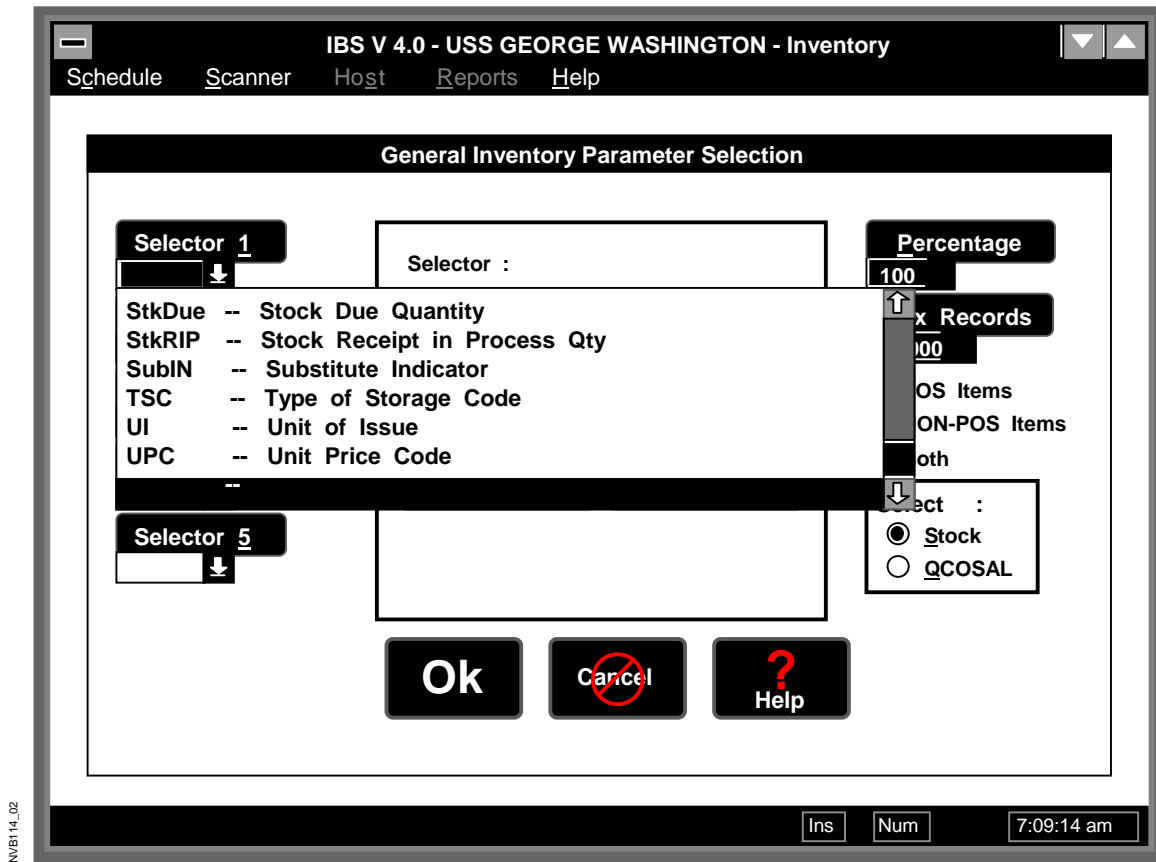 IBS V 4.0 - USS GEORGE WASHINGTON - Inventory
Schedule Scanner Host Reports Help
General Inventory Parameter Selection
Selector 1
Selector :
Percentage
100
StkDue -- Stock Due Quantity
StkRIP -- Stock Receipt in Process Qty
SubIN -- Substitute Indicator
TSC -- Type of Storage Code
UI -- Unit of Issue
UPC -- Unit Price Code
--
x Records
000
OS Items
ON-POS Items
oth
Selector 5
ect :
Stock
QCOSAL
Ok
Cancel
?
Help
Ins
Num
7:09:14 am
NVB114_02